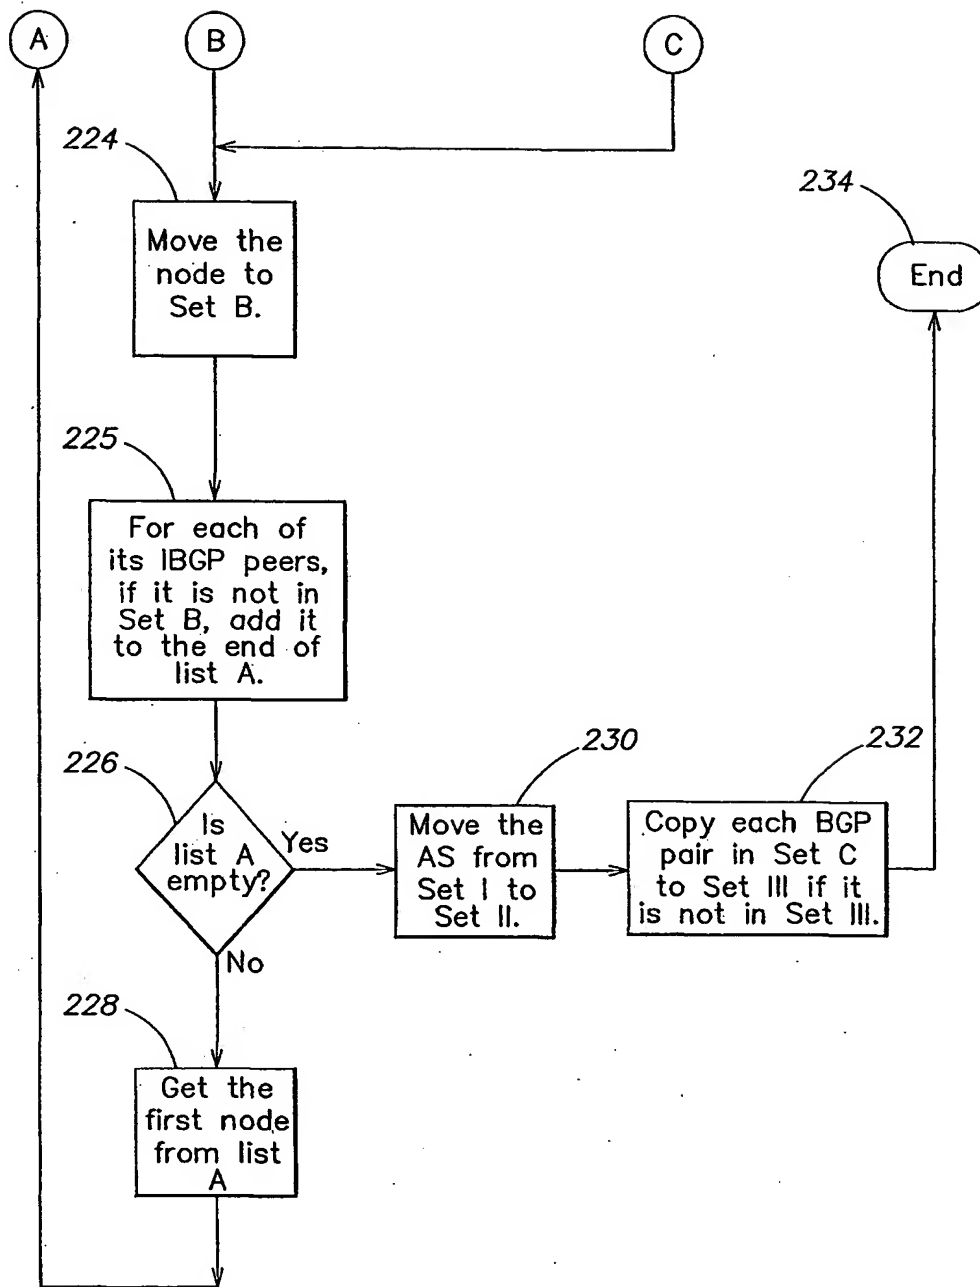 A
B
C
224
Move the
node to
Set B.
234
End
225
For each of
its IBGP peers,
if it is not in
Set B, add it
to the end of
list A.
226
Is
list A
empty?
Yes
No
230
Move the
AS from
Set I to
Set II.
232
Copy each BGP
pair in Set C
to Set III if it
is not in Set III.
228
Get the
first node
from list
A